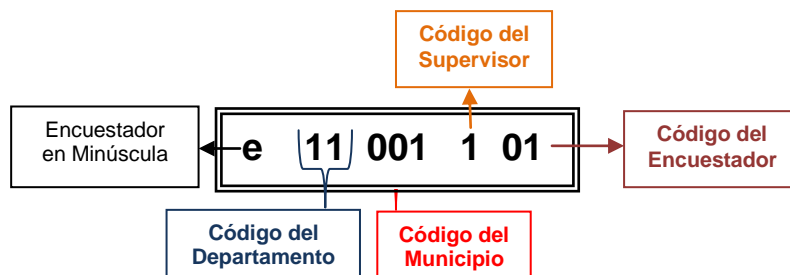 Código del
Supervisor
Encuestador
en Minúscula
e 11 001 1 01
Código del
Encuestador
Código del
Departamento
Código del
Municipio